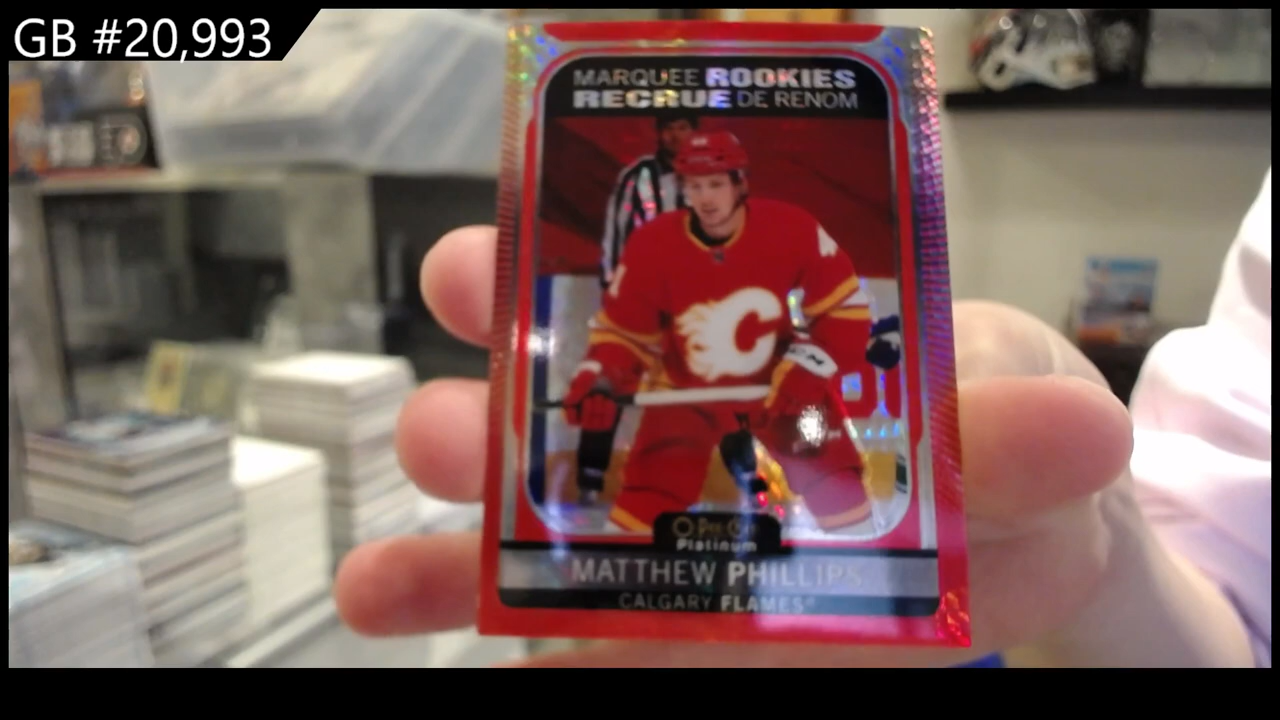 GB #20,993
MARQUEE ROOKIES
RECRUE DE RENOM
O Pee Chee
Platinum
MATTHEW PHILLIPS
CALGARY FLAMES®